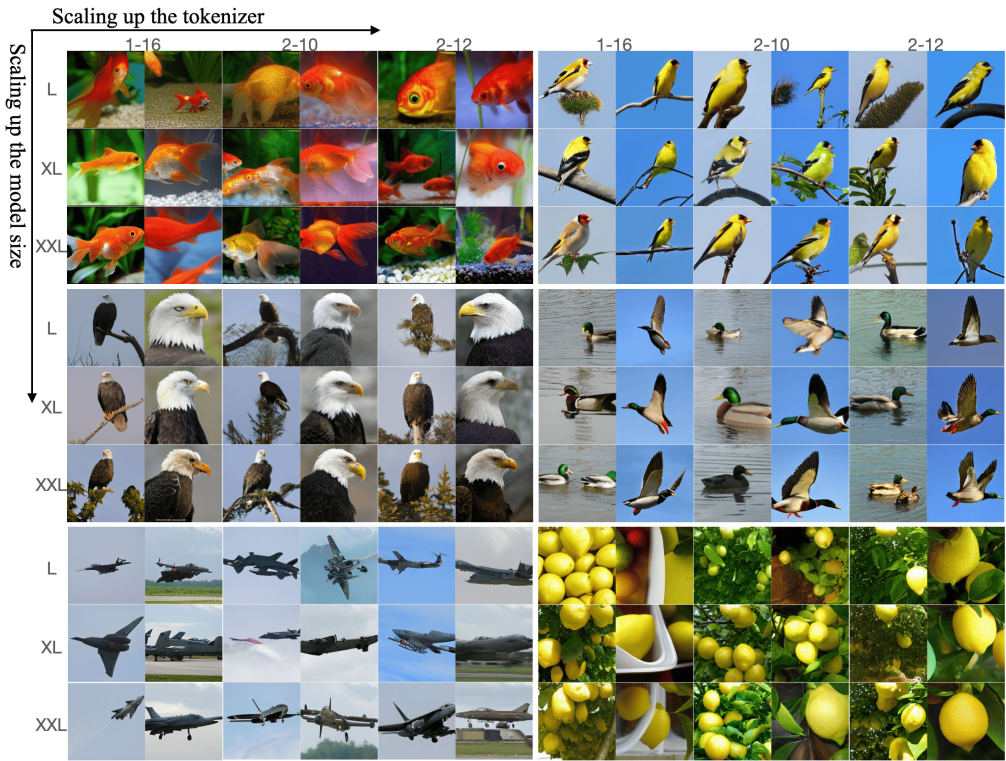 Scaling up the tokenizer
Scaling up the model size
1-16 2-10 2-12 1-16 2-10 2-12
L
XL
XXL
L
XL
XXL
L
XL
XXL